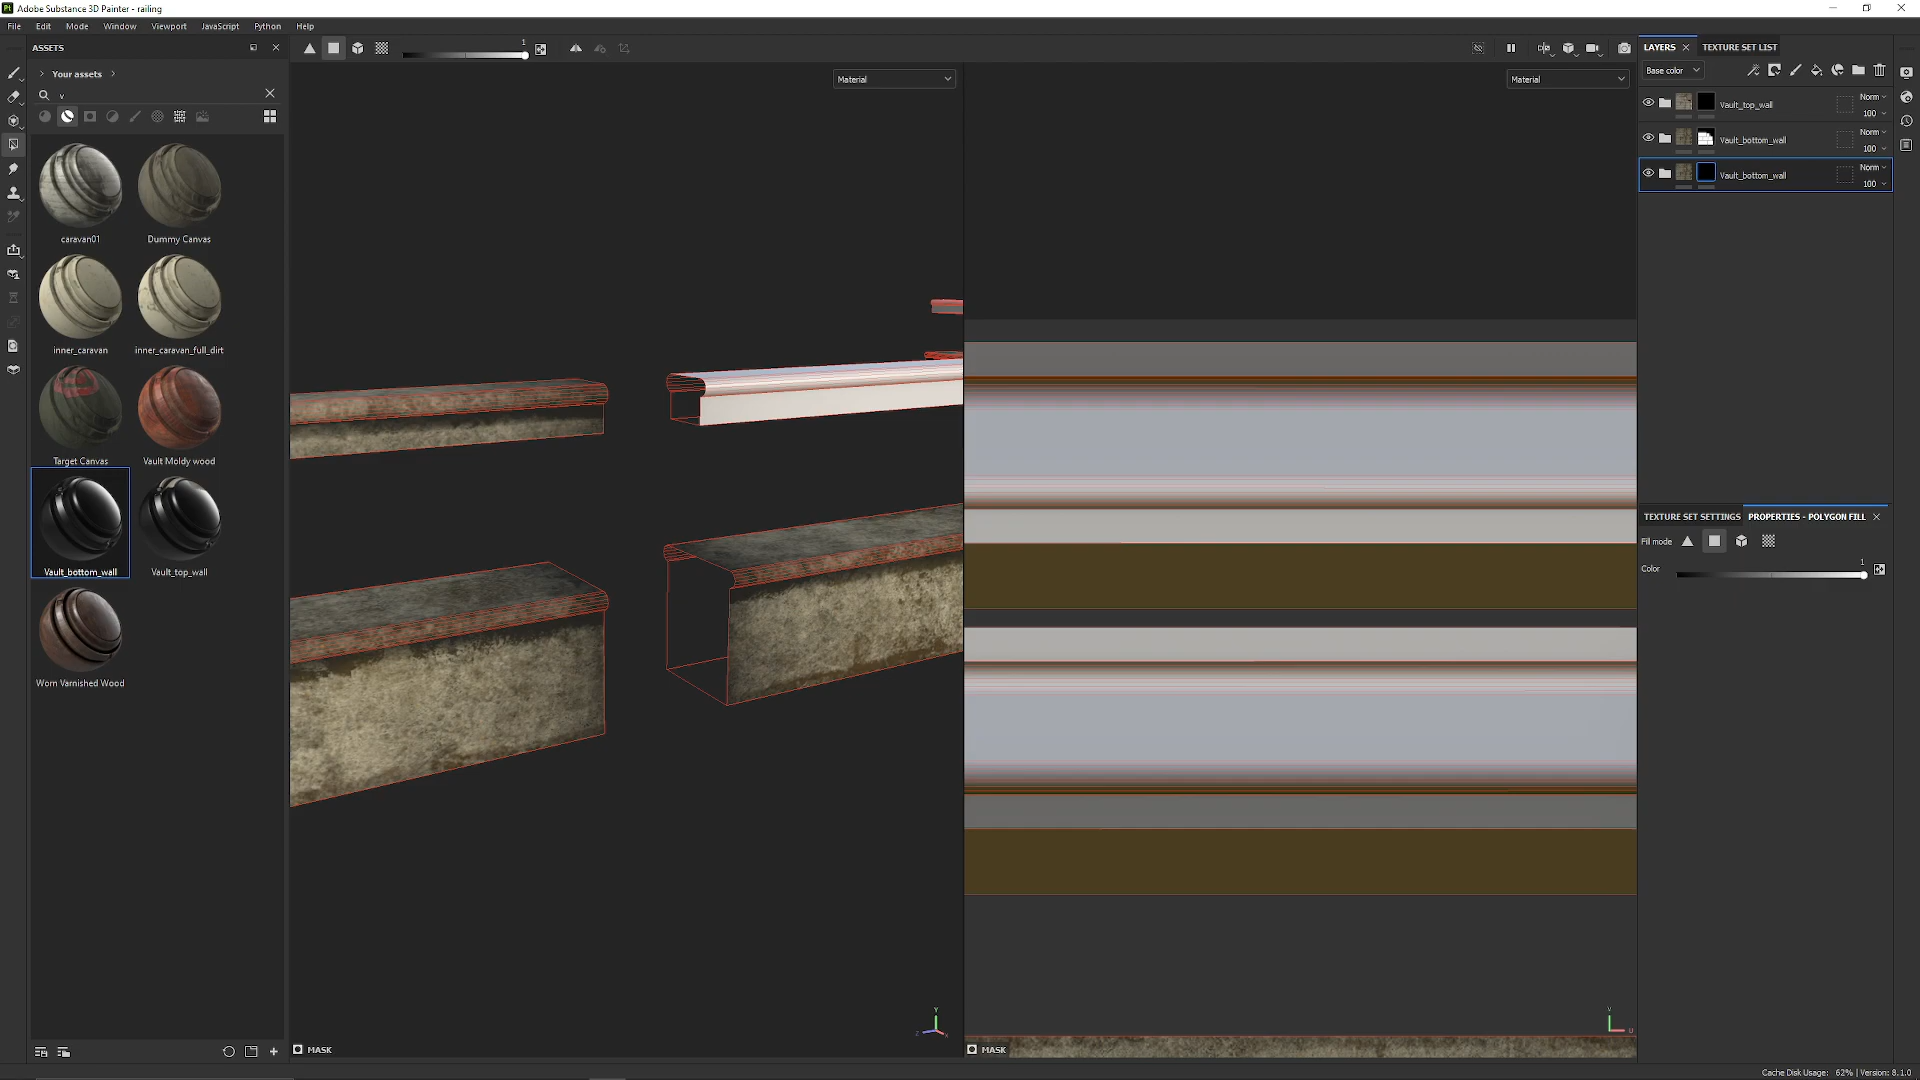 Adobe Substance 3D Painter - railing
File Edit Mode Window Viewport JavaScript Python Help
ASSETS
Your assets
v
caravan01
Dummy Canvas
inner_caravan
inner_caravan_full_dirt
Target Canvas
Vault Moldy wood
Vault_bottom_wall
Vault_top_wall
Worn Varnished Wood
1
Material
MASK
Material
MASK
LAYERS
TEXTURE SET LIST
Base color
Vault_top_wall
Norm
100
Vault_bottom_wall
Norm
100
Vault_bottom_wall
Norm
100
TEXTURE SET SETTINGS
PROPERTIES - POLYGON FILL
Fill mode
Color
1
Cache Disk Usage: 62% | Version: 8.1.0